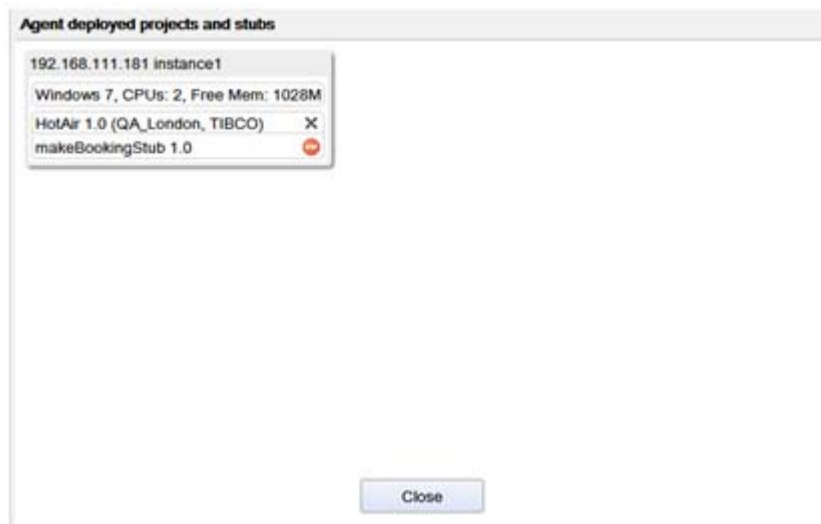 Agent deployed projects and stubs
192.168.111.181 instance1
Windows 7, CPUs: 2, Free Mem: 1028M
HotAir 1.0 (QA_London, TIBCO)
makeBookingStub 1.0
Close